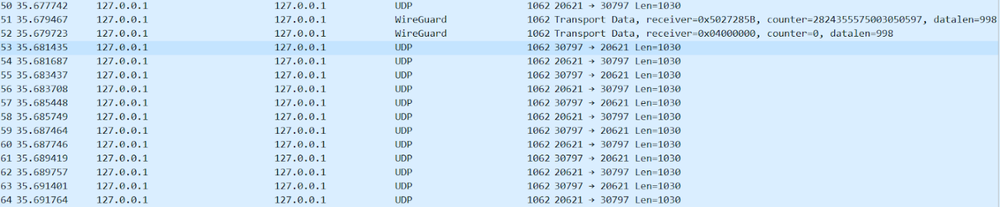 50 35.677742 127.0.0.1 127.0.0.1 UDP 1062 20621 → 30797 Len=1030
51 35.679467 127.0.0.1 127.0.0.1 WireGuard 1062 Transport Data, receiver=0x5027285B, counter=2824355575003050597, datalen=998
52 35.679723 127.0.0.1 127.0.0.1 WireGuard 1062 Transport Data, receiver=0x04000000, counter=0, datalen=998
53 35.681435 127.0.0.1 127.0.0.1 UDP 1062 30797 → 20621 Len=1030
54 35.681687 127.0.0.1 127.0.0.1 UDP 1062 20621 → 30797 Len=1030
55 35.683437 127.0.0.1 127.0.0.1 UDP 1062 30797 → 20621 Len=1030
56 35.683708 127.0.0.1 127.0.0.1 UDP 1062 20621 → 30797 Len=1030
57 35.685448 127.0.0.1 127.0.0.1 UDP 1062 30797 → 20621 Len=1030
58 35.685749 127.0.0.1 127.0.0.1 UDP 1062 20621 → 30797 Len=1030
59 35.687464 127.0.0.1 127.0.0.1 UDP 1062 30797 → 20621 Len=1030
60 35.687746 127.0.0.1 127.0.0.1 UDP 1062 20621 → 30797 Len=1030
61 35.689419 127.0.0.1 127.0.0.1 UDP 1062 30797 → 20621 Len=1030
62 35.689757 127.0.0.1 127.0.0.1 UDP 1062 20621 → 30797 Len=1030
63 35.691401 127.0.0.1 127.0.0.1 UDP 1062 30797 → 20621 Len=1030
64 35.691764 127.0.0.1 127.0.0.1 UDP 1062 20621 → 30797 Len=1030